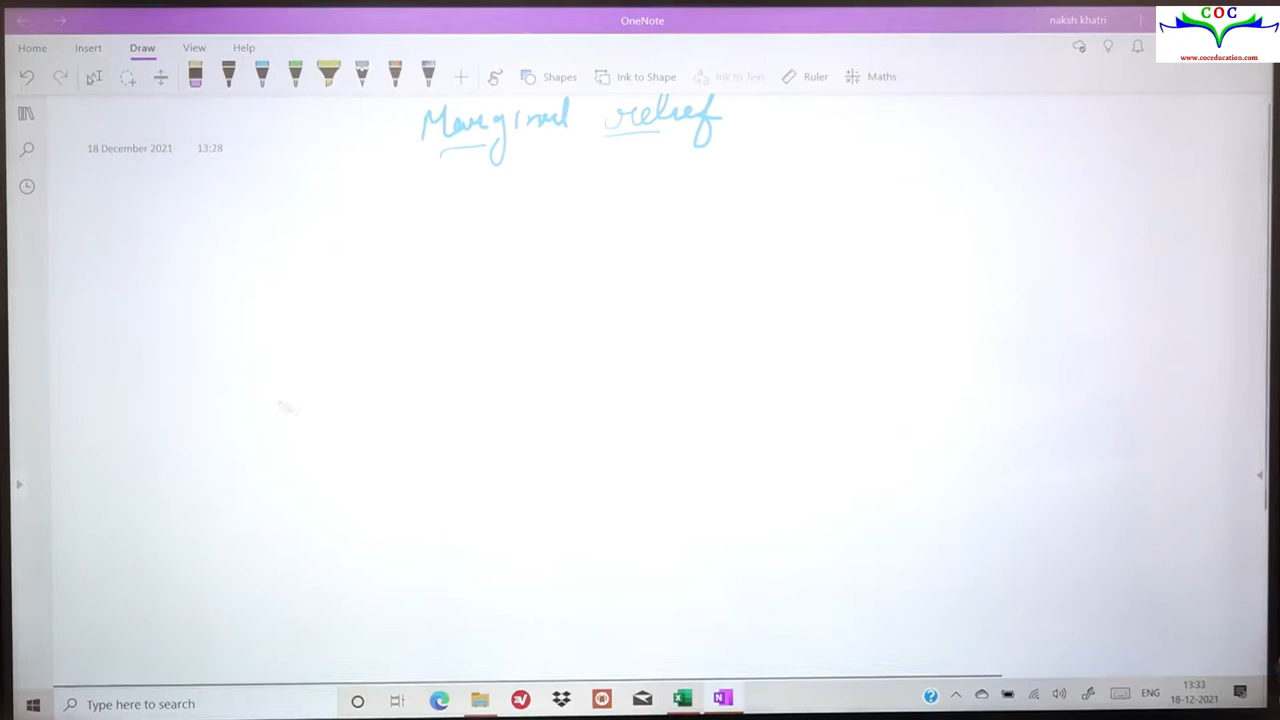 OneNote
naksh khatri
COC
www.coceducation.com
Home Insert Draw View Help
Shapes Ink to Shape Ink to Text Ruler Maths
Marginal relief
18 December 2021 13:28
Type here to search
ENG
13:33
18-12-2021